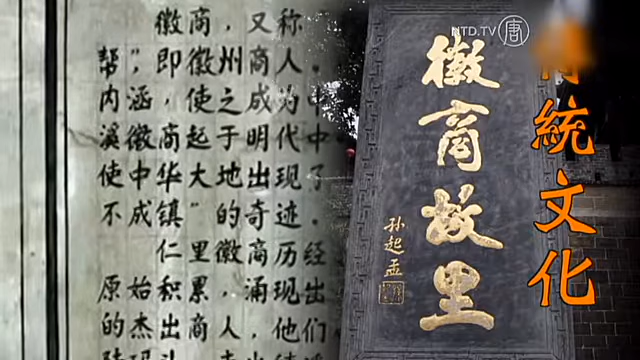 徽商，又称
帮”，即徽州商人。
内涵，使之成为中
溪徽商起于明代中
使中华大地出现了
不成镇”的奇迹。
仁里徽商历经
原始积累，涌现出
的杰出商人，他们
徽商故里
孙起孟
NTD.TV 唐
統文化